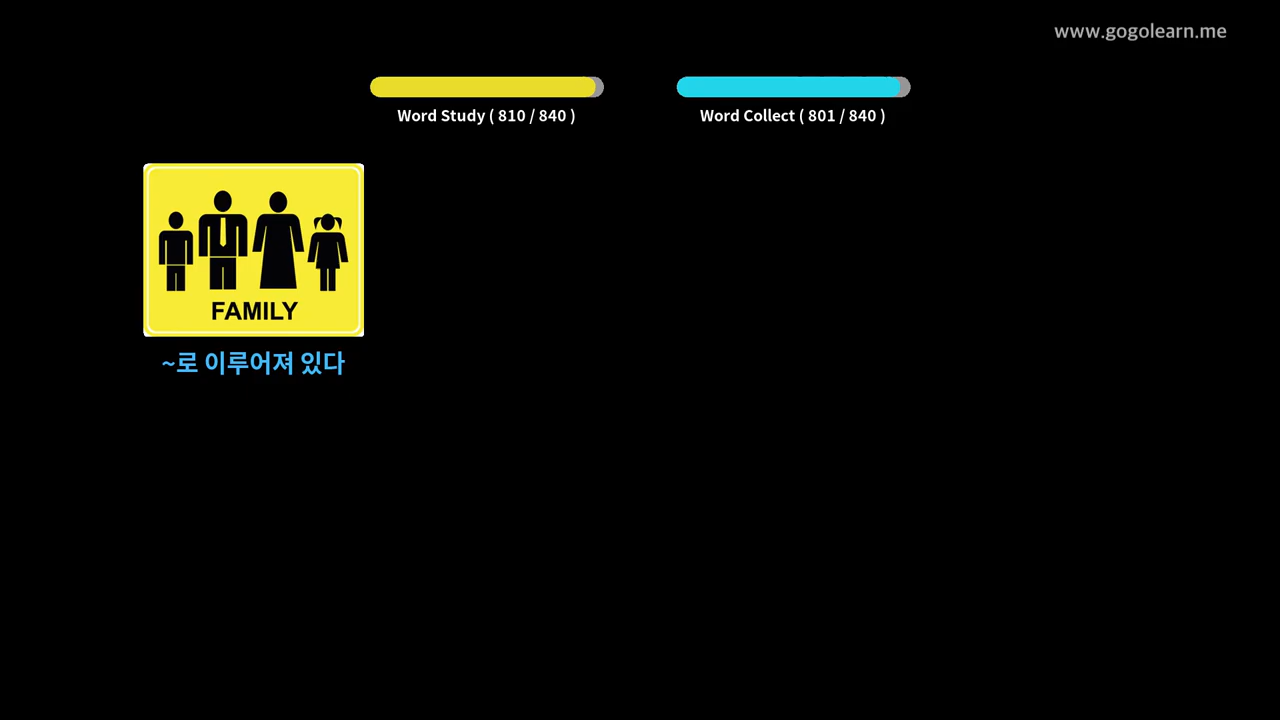 www.gogolearn.me
Word Study ( 810 / 840 )
Word Collect ( 801 / 840 )
FAMILY
~로 이루어져 있다